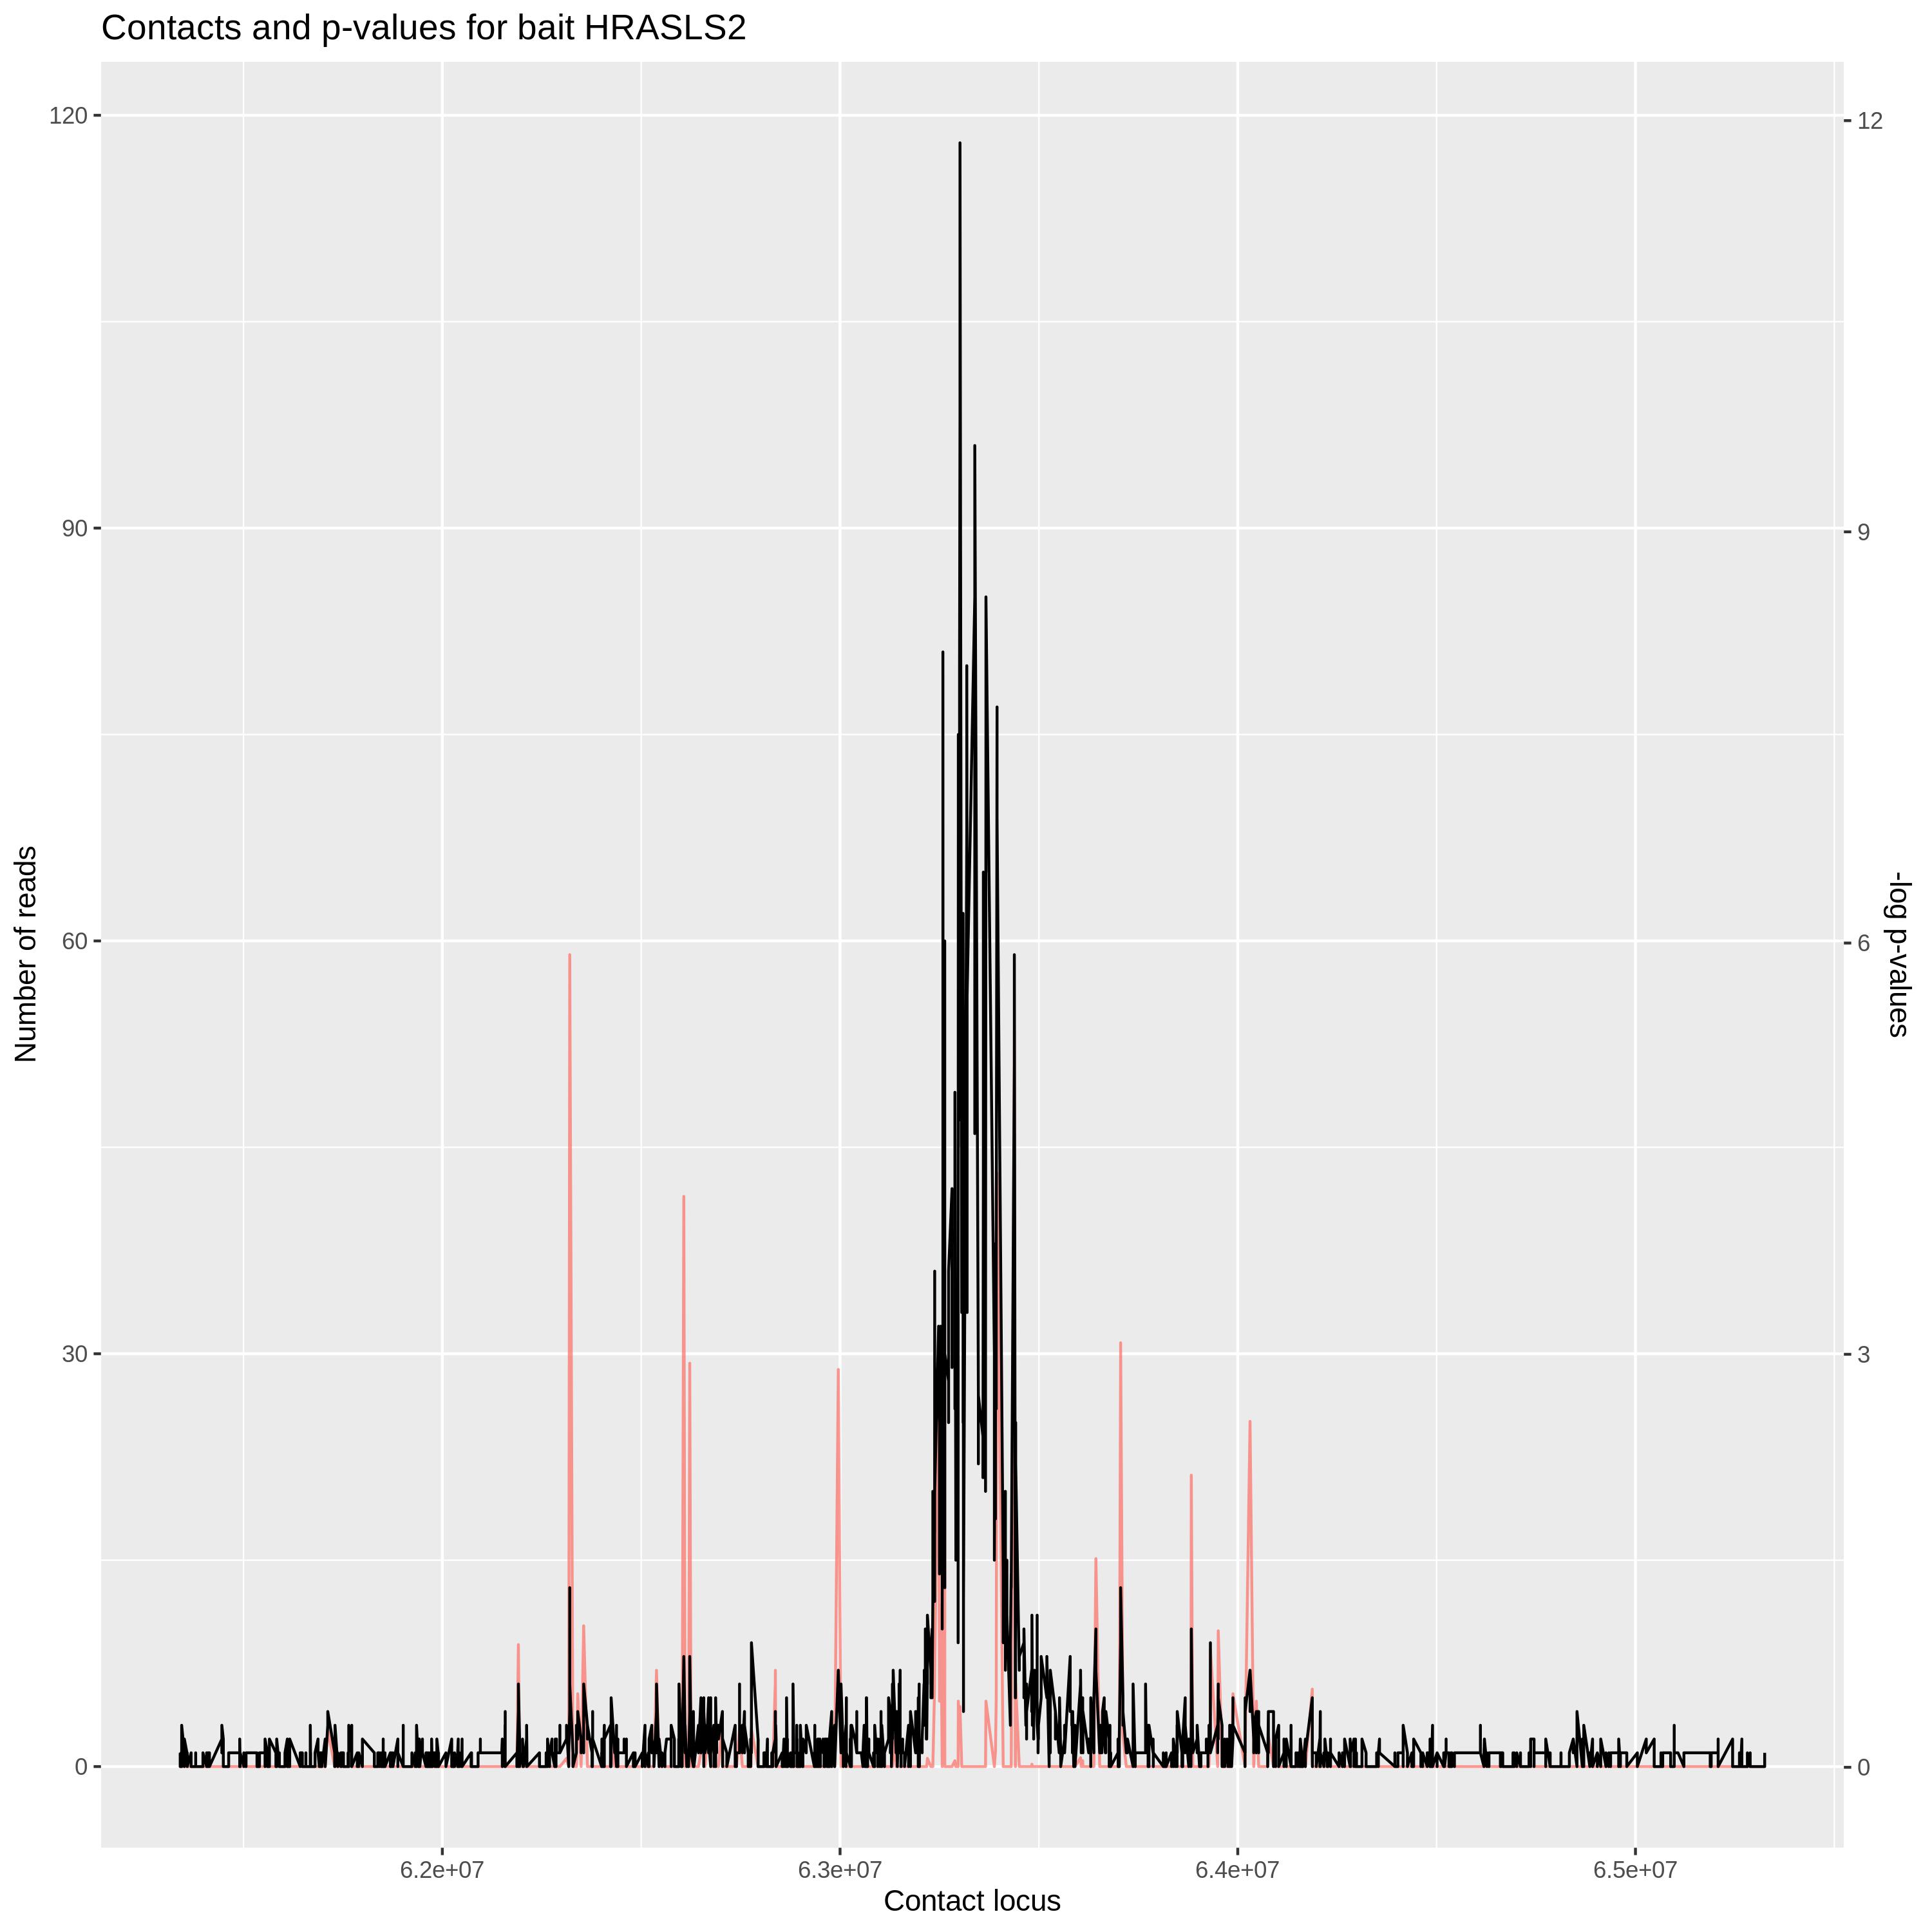 Contacts and p-values for bait HRASLS2
120
90
60
30
0
Number of reads
12
9
6
3
0
-log p-values
6.2e+07
6.3e+07
6.4e+07
6.5e+07
Contact locus